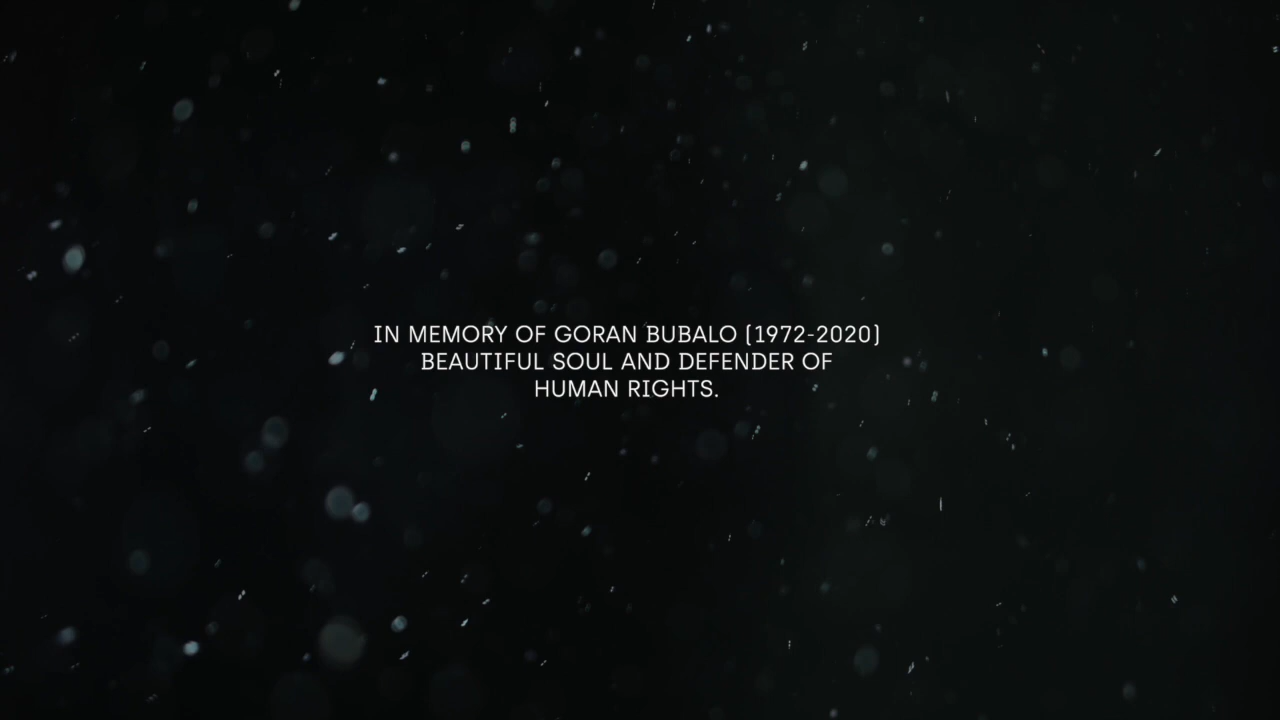 IN MEMORY OF GORAN BUBALO (1972-2020)
BEAUTIFUL SOUL AND DEFENDER OF
HUMAN RIGHTS.